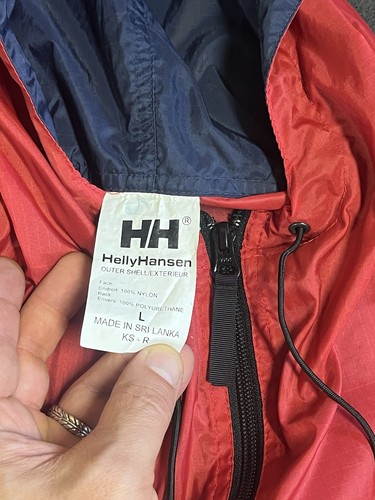 HH®
HellyHansen
OUTER SHELL/EXTERIEUR
Face:
Endroit: 100% NYLON
Back:
Envers: 100% POLYURETHANE
L
MADE IN SRI LANKA
KS - R